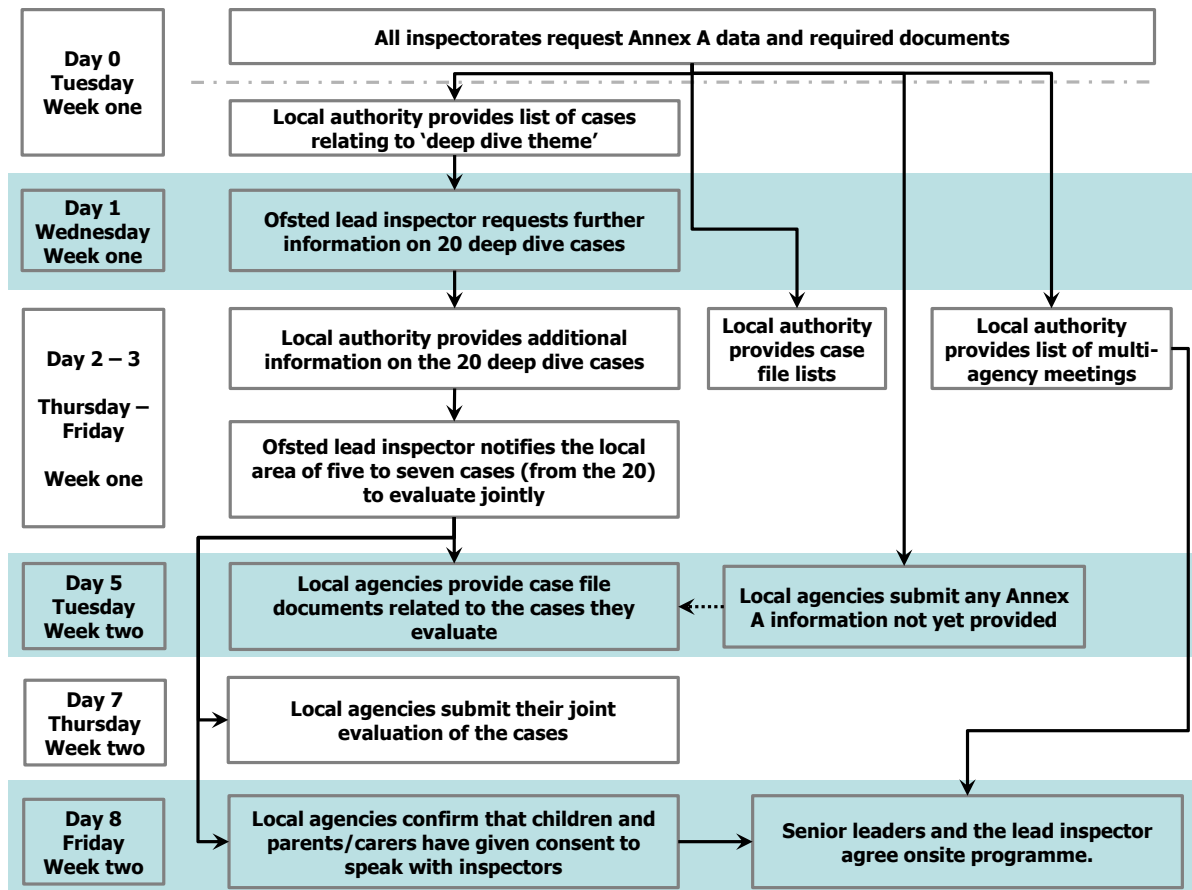 Day 0
Tuesday
Week one
All inspectorates request Annex A data and required documents
Local authority provides list of cases
relating to ‘deep dive theme’
Day 1
Wednesday
Week one
Ofsted lead inspector requests further
information on 20 deep dive cases
Day 2 – 3
Thursday –
Friday
Week one
Local authority provides additional
information on the 20 deep dive cases
Local authority
provides case
file lists
Local authority
provides list of multi-
agency meetings
Ofsted lead inspector notifies the local
area of five to seven cases (from the 20)
to evaluate jointly
Day 5
Tuesday
Week two
Local agencies provide case file
documents related to the cases they
evaluate
Local agencies submit any Annex
A information not yet provided
Day 7
Thursday
Week two
Local agencies submit their joint
evaluation of the cases
Day 8
Friday
Week two
Local agencies confirm that children and
parents/carers have given consent to
speak with inspectors
Senior leaders and the lead inspector
agree onsite programme.